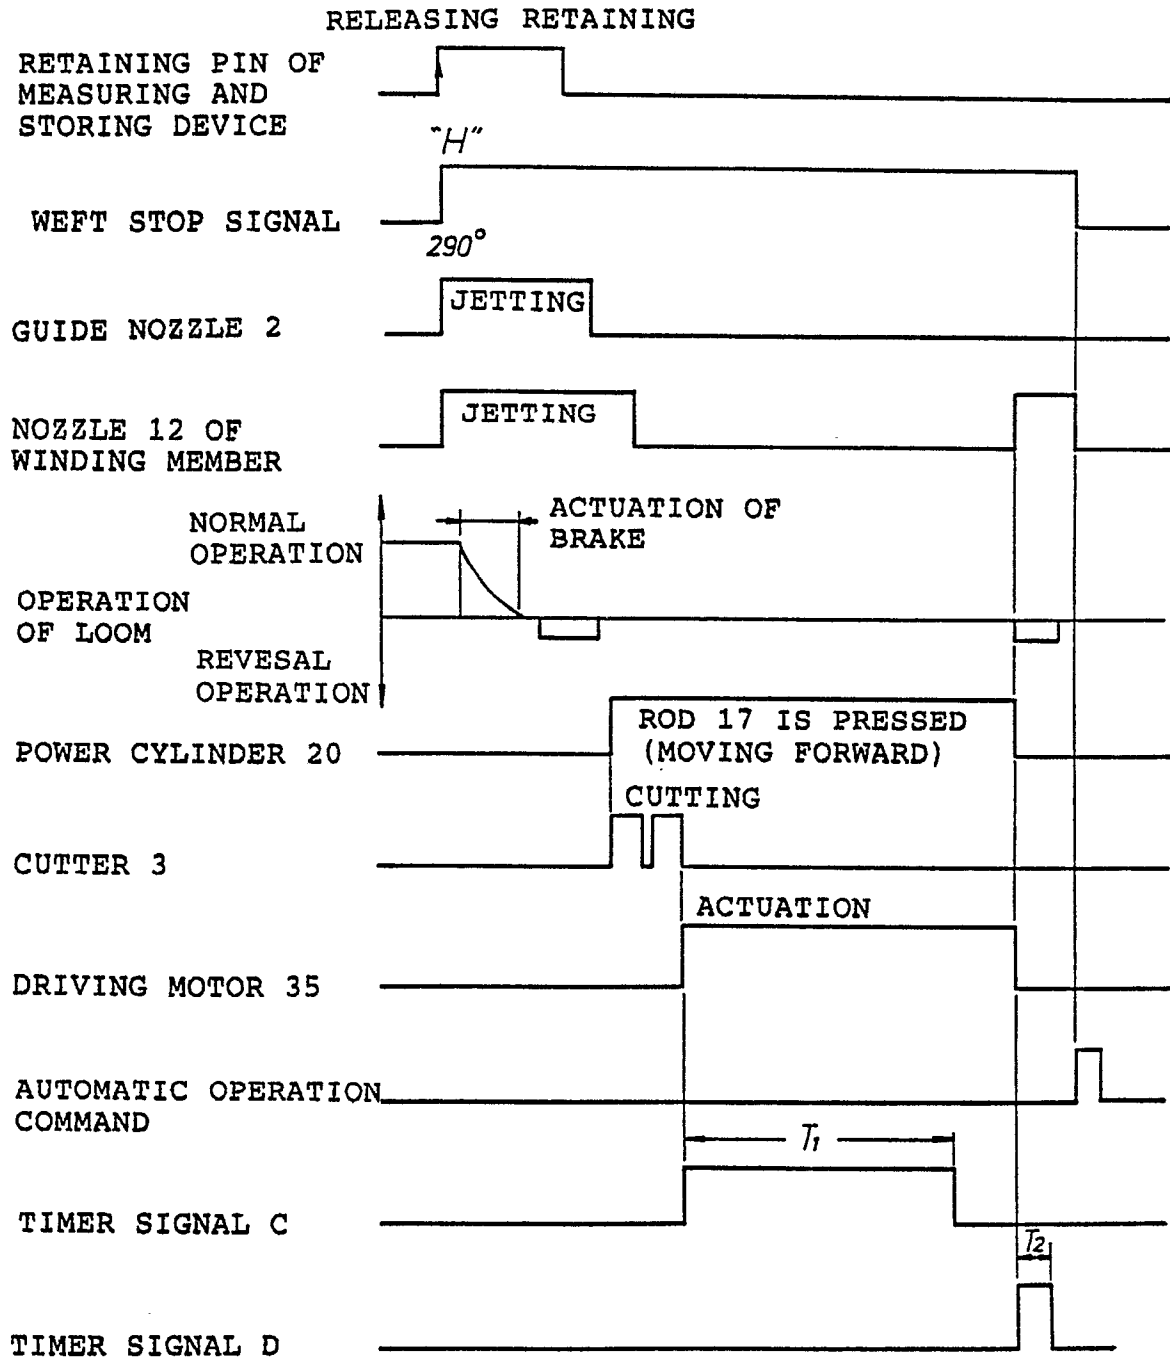 RELEASING RETAINING
RETAINING PIN OF
MEASURING AND
STORING DEVICE
"H"
WEFT STOP SIGNAL
290°
JETTING
GUIDE NOZZLE 2
JETTING
NOZZLE 12 OF
WINDING MEMBER
ACTUATION OF
BRAKE
NORMAL
OPERATION
OPERATION
OF LOOM
REVESAL
OPERATION
ROD 17 IS PRESSED
(MOVING FORWARD)
POWER CYLINDER 20
CUTTING
CUTTER 3
ACTUATION
DRIVING MOTOR 35
AUTOMATIC OPERATION
COMMAND
T1
TIMER SIGNAL C
T2
TIMER SIGNAL D